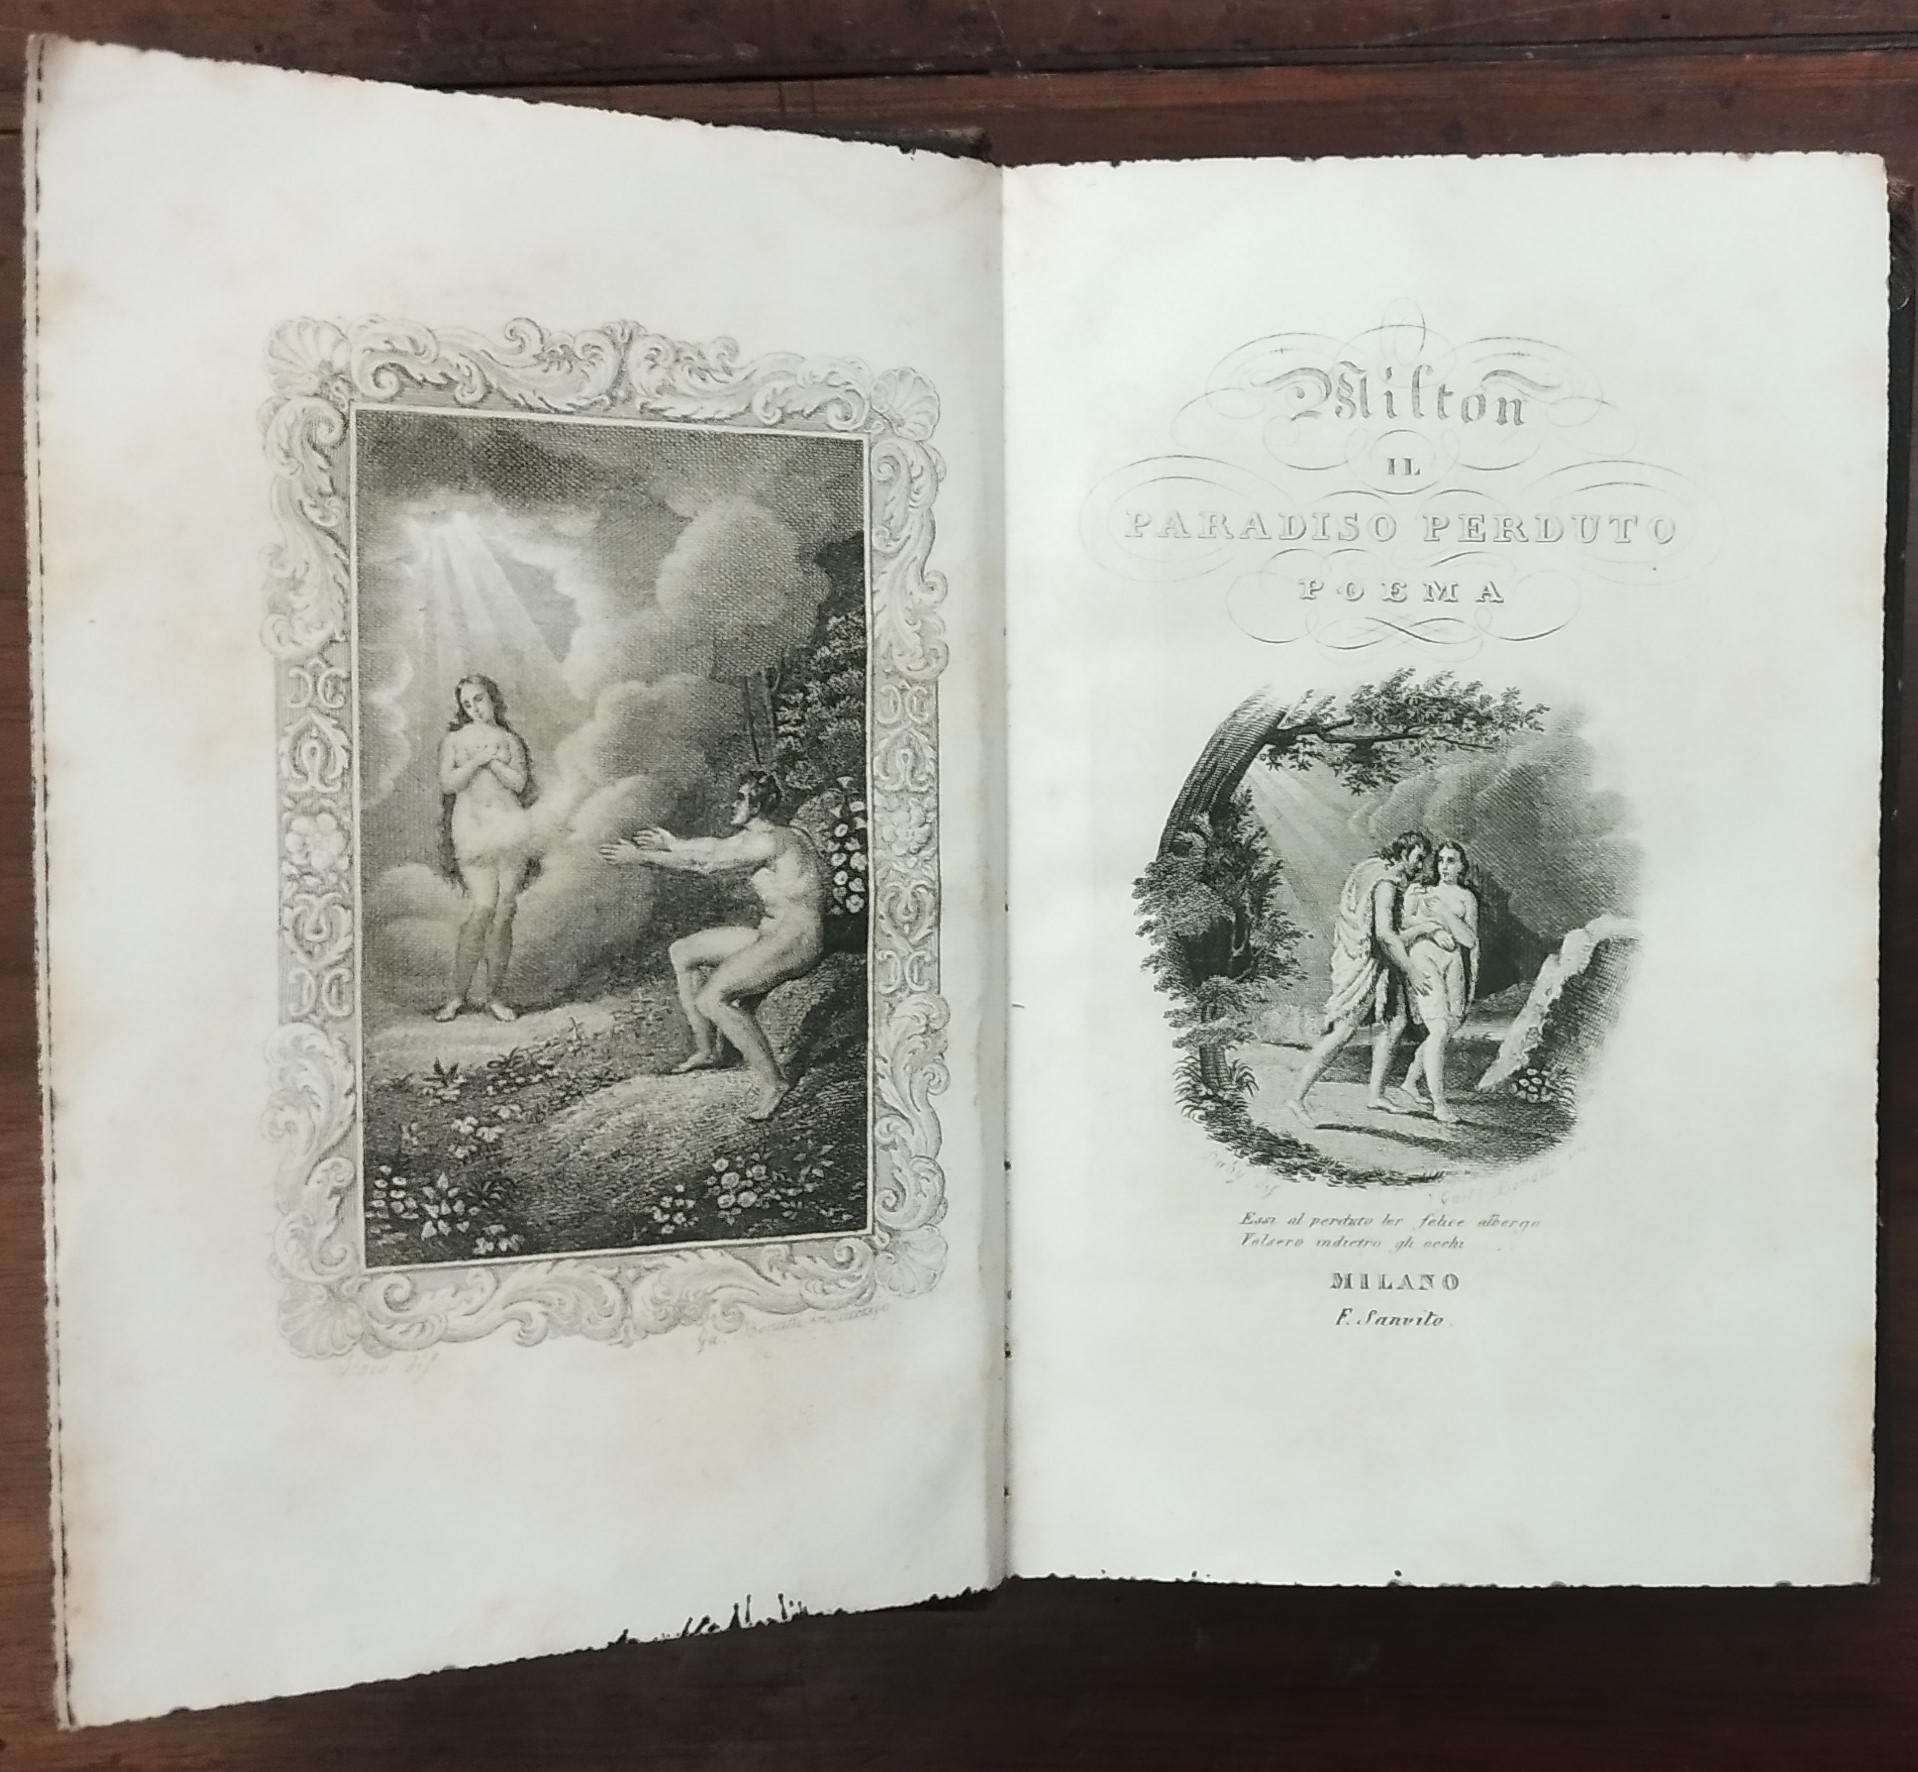 Milton
IL
PARADISO PERDUTO
POEMA
Essi al perduto lor felice albergo
Volsero indietro gli occhi
MILANO
F. Sanvito.